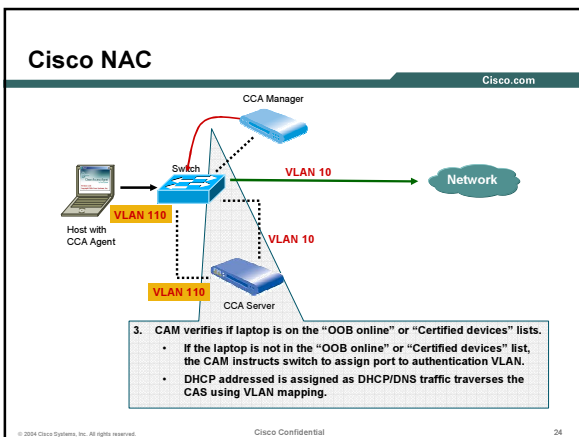 Cisco NAC
Cisco.com
CCA Manager
Switch
VLAN 10
Network
VLAN 110
Host with
CCA Agent
VLAN 10
VLAN 110
CCA Server
3. CAM verifies if laptop is on the “OOB online” or “Certified devices” lists.
• If the laptop is not in the “OOB online” or “Certified devices” list,
the CAM instructs switch to assign port to authentication VLAN.
• DHCP addressed is assigned as DHCP/DNS traffic traverses the
CAS using VLAN mapping.
© 2004 Cisco Systems, Inc. All rights reserved.
Cisco Confidential
24